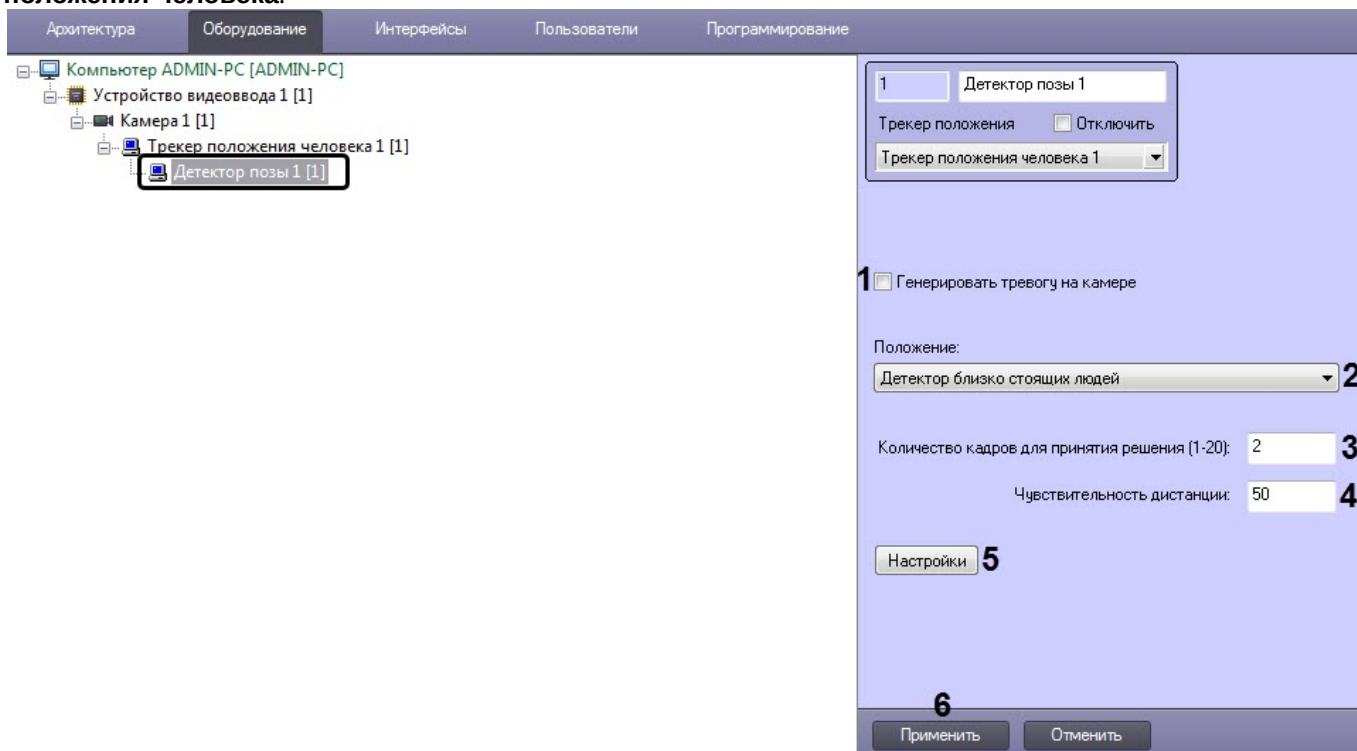 положения человека.
Архитектура Оборудование Интерфейсы Пользователи Программирование
Компьютер ADMIN-PC [ADMIN-PC]
Устройство видеоввода 1 [1]
Камера 1 [1]
Трекер положения человека 1 [1]
Детектор позы 1 [1]
1 Детектор позы 1
Трекер положения Отключить
Трекер положения человека 1
1 Генерировать тревогу на камере
Положение:
Детектор близко стоящих людей 2
Количество кадров для принятия решения (1-20): 2 3
Чувствительность дистанции: 50 4
Настройки 5
6
Применить Отменить